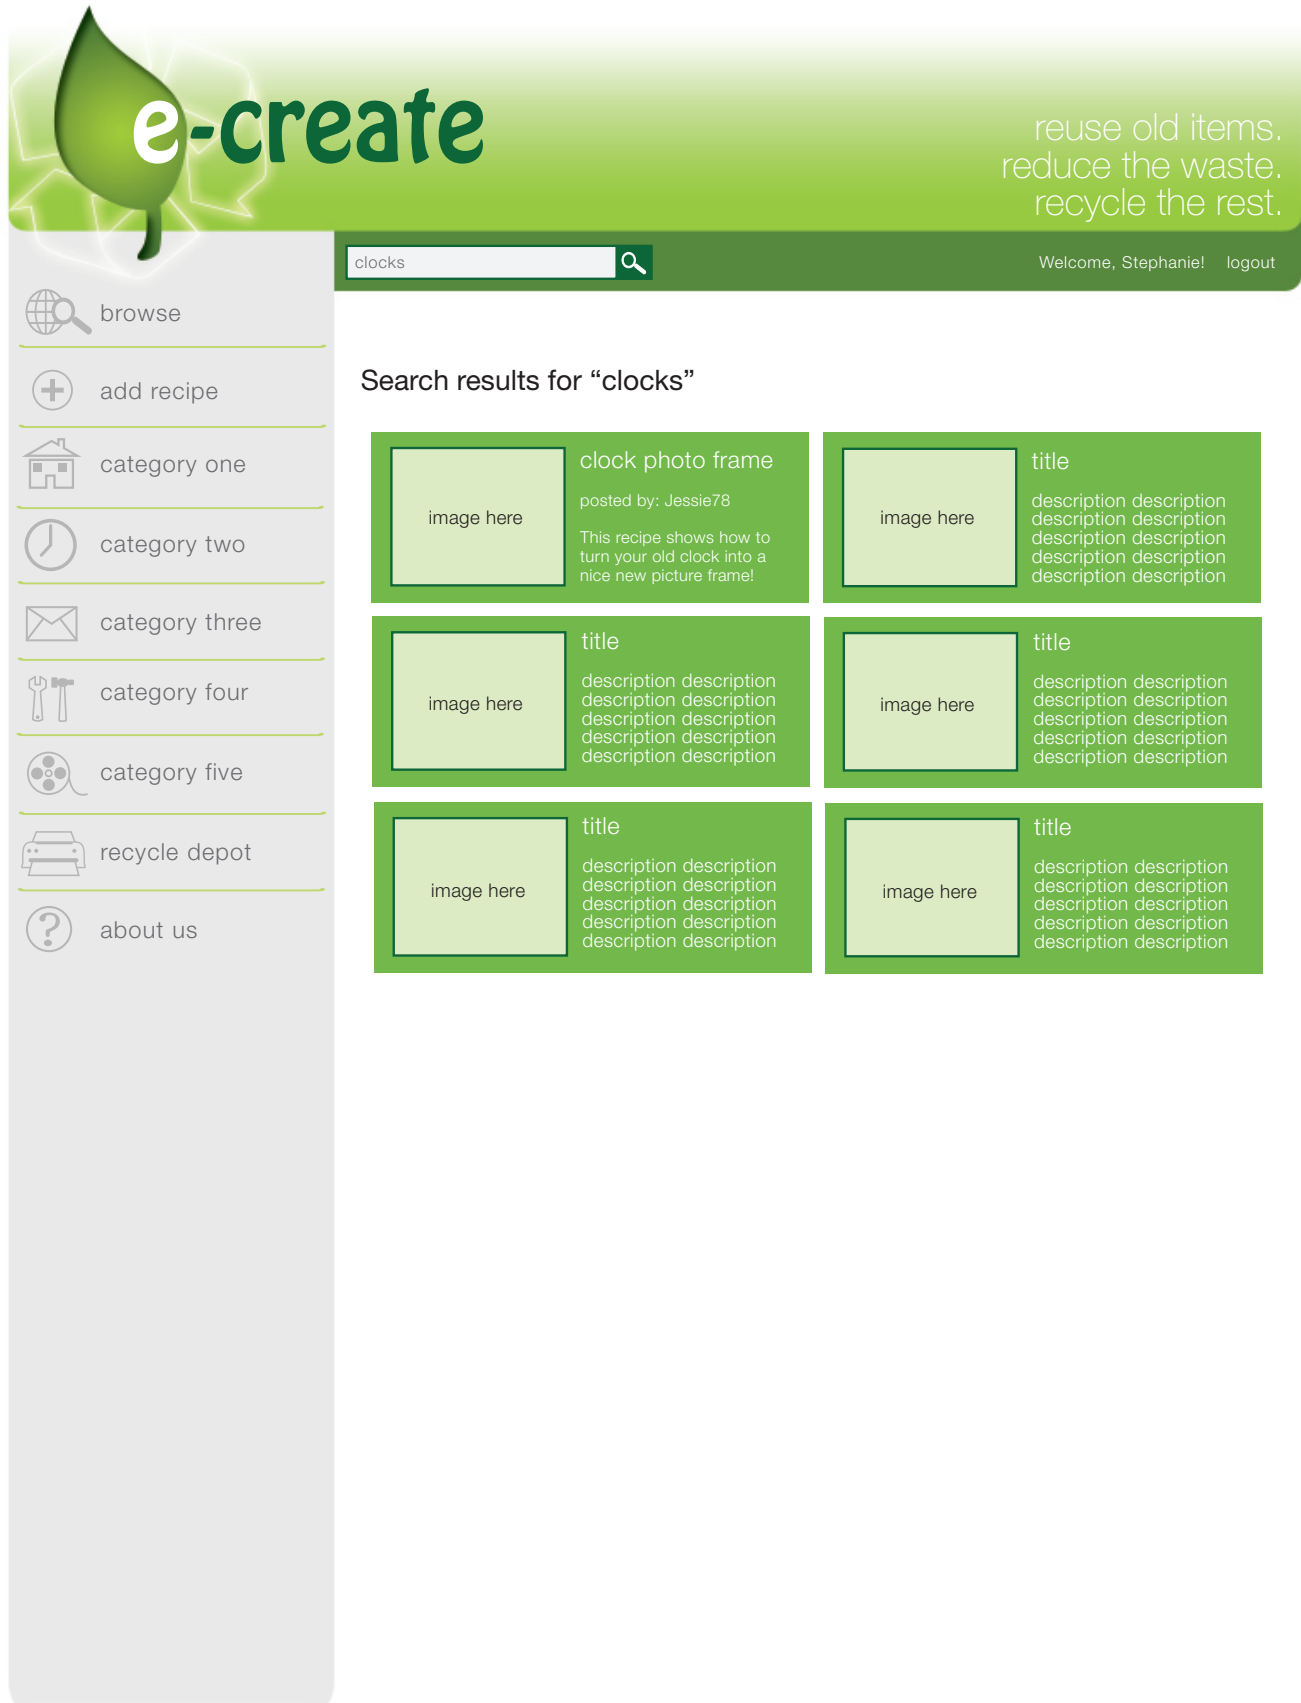 e-create
reuse old items.
reduce the waste.
recycle the rest.
clocks
Welcome, Stephanie! logout
browse
add recipe
category one
category two
category three
category four
category five
recycle depot
about us
Search results for “clocks”
image here
clock photo frame
posted by: Jessie78
This recipe shows how to
turn your old clock into a
nice new picture frame!
image here
title
description description
description description
description description
description description
description description
image here
title
description description
description description
description description
description description
description description
image here
title
description description
description description
description description
description description
description description
image here
title
description description
description description
description description
description description
description description
image here
title
description description
description description
description description
description description
description description